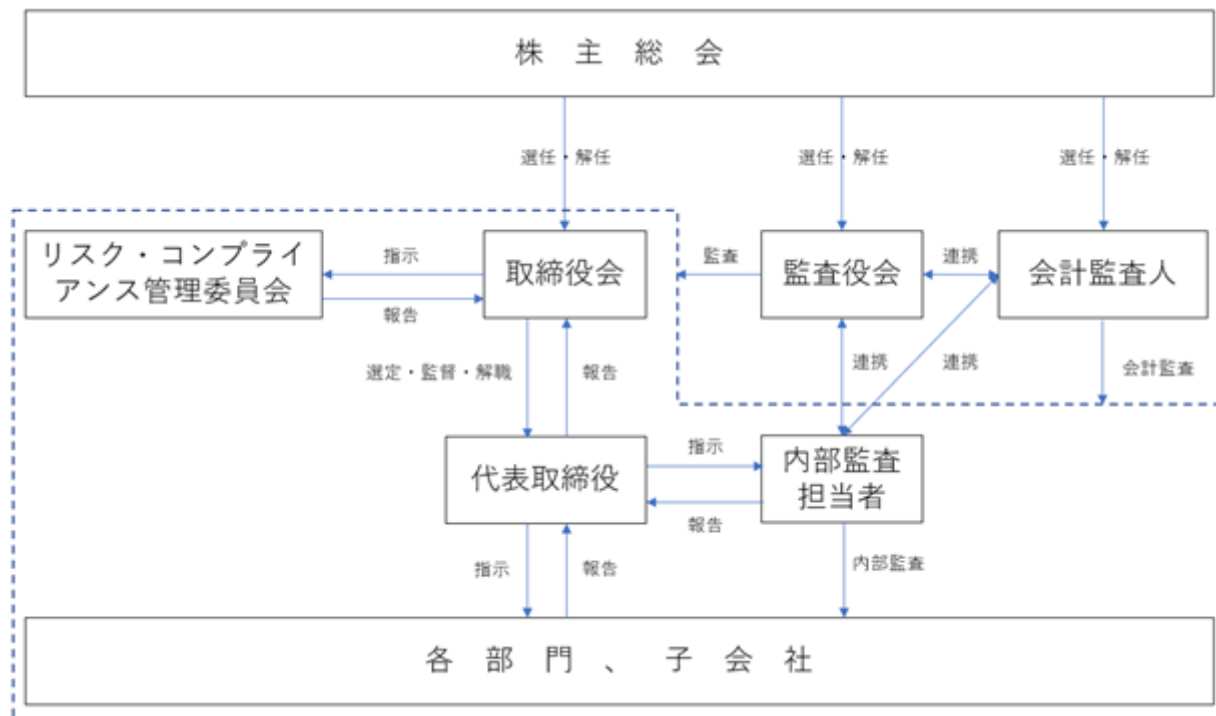 株主総会
選任・解任
選任・解任
選任・解任
リスク・コンプライ
アンス管理委員会
指示
報告
取締役会
監査
監査役会
連携
会計監査人
選定・監督・解職
報告
連携
連携
会計監査
代表取締役
指示
報告
内部監査
担当者
指示
報告
内部監査
各部門、子会社